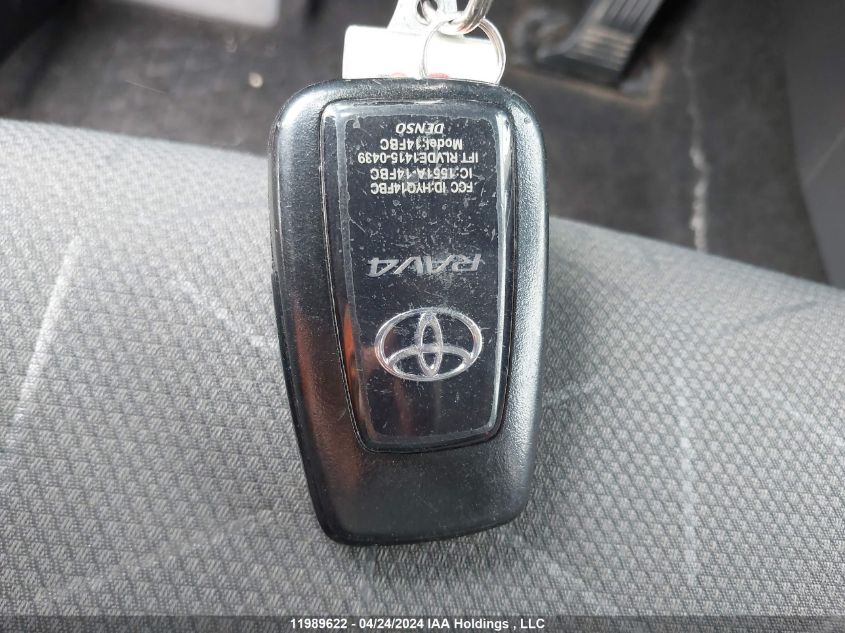 FCC ID:HYQ14FBC
IC:1551A-14FBC
IFT RLVDE1415-0439
Model:14FBC
DENSO
RAV4
11989622 - 04/24/2024 IAA Holdings , LLC